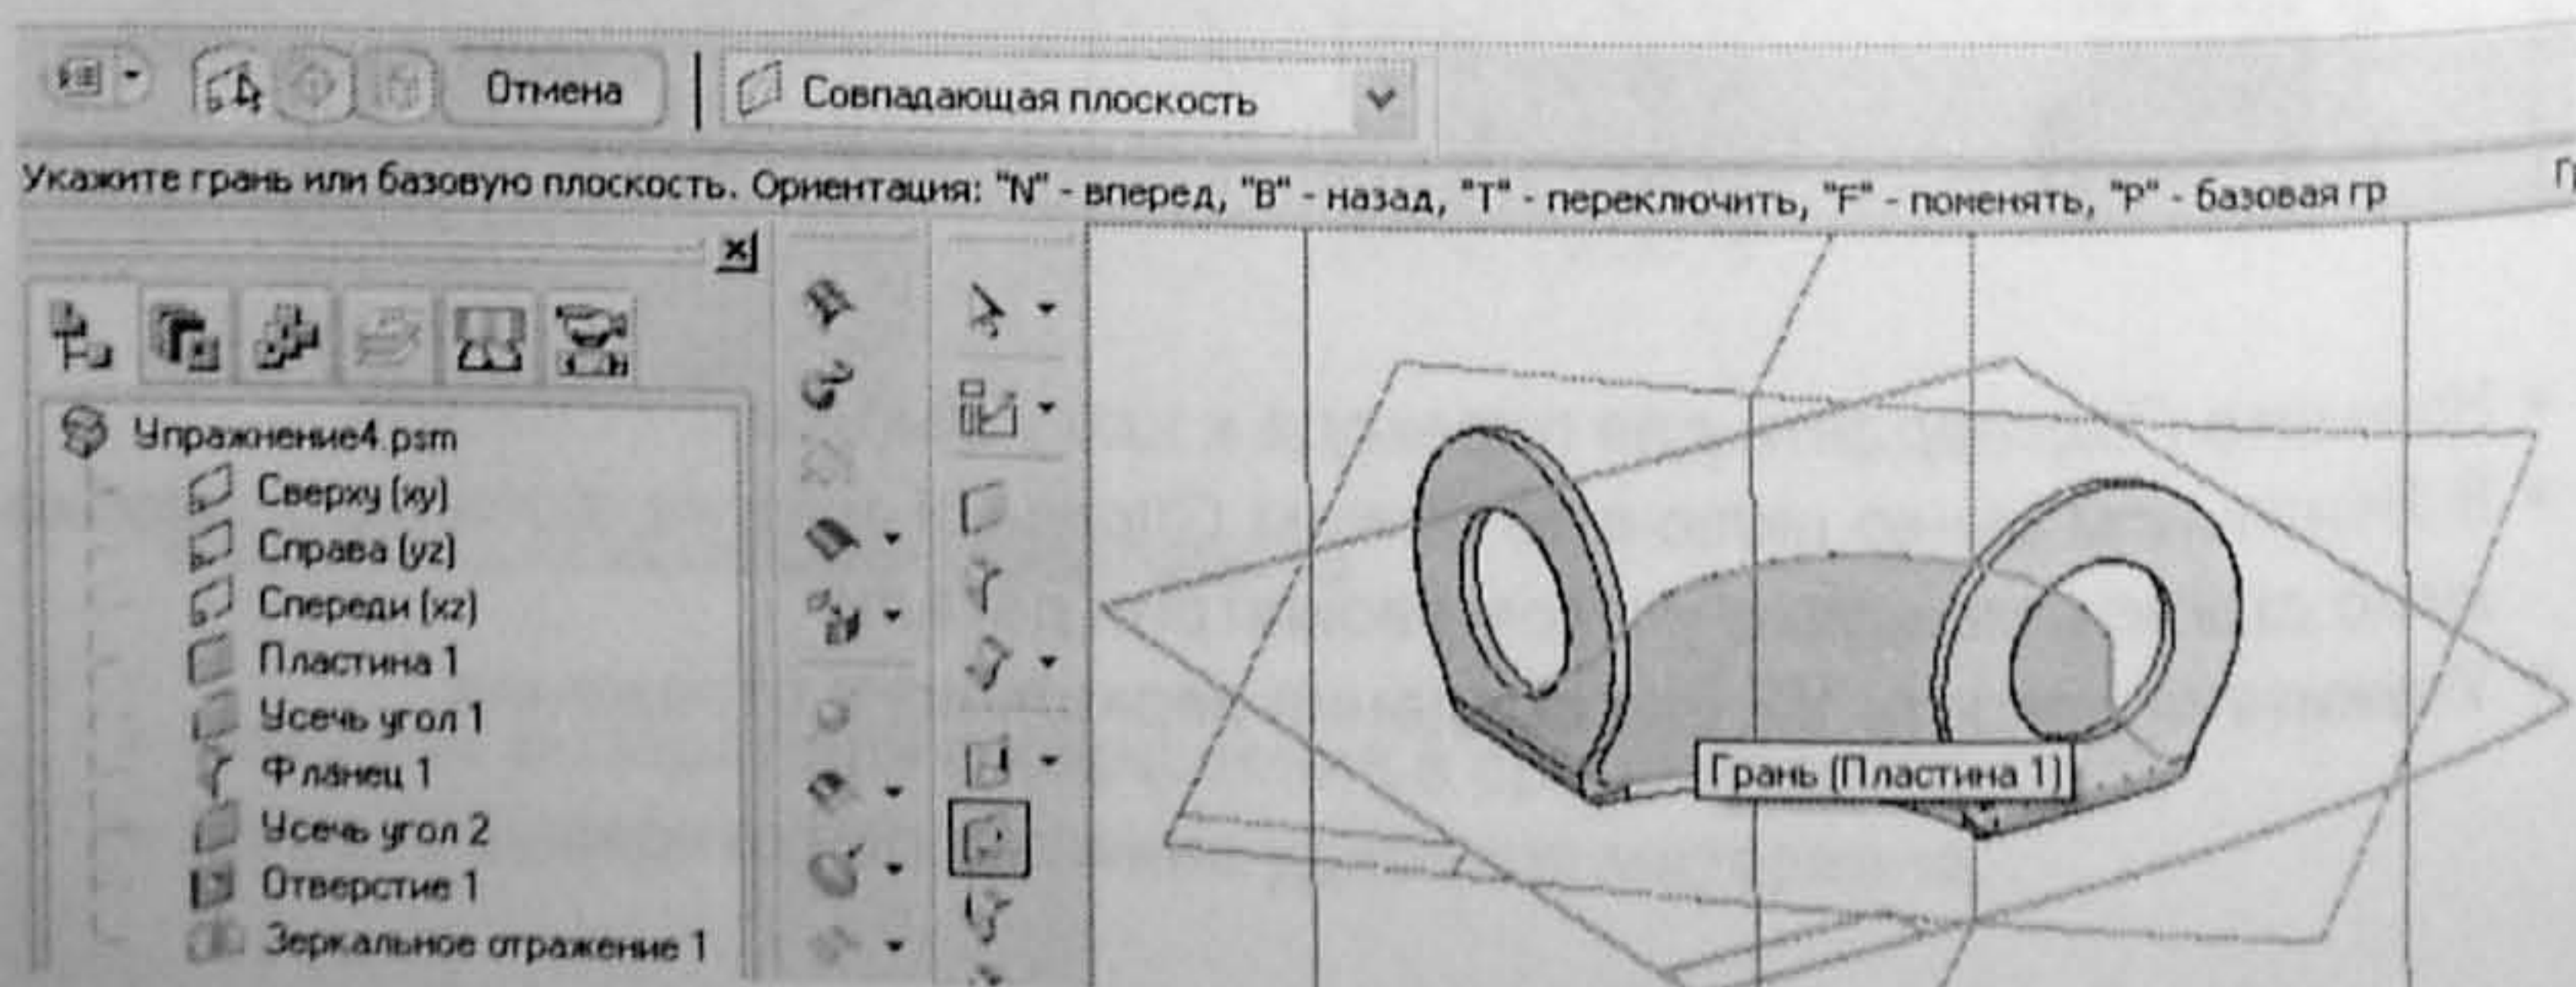 Отмена
Совпадающая плоскость
Укажите грань или базовую плоскость. Ориентация: "N" - вперед, "B" - назад, "T" - переключить, "F" - поменять, "P" - базовая гр
Упражнение4.psm
Сверху (xy)
Справа (yz)
Спереди (xz)
Пластина 1
Усечь угол 1
Фланец 1
Усечь угол 2
Отверстие 1
Зеркальное отражение 1
Грань (Пластина 1)